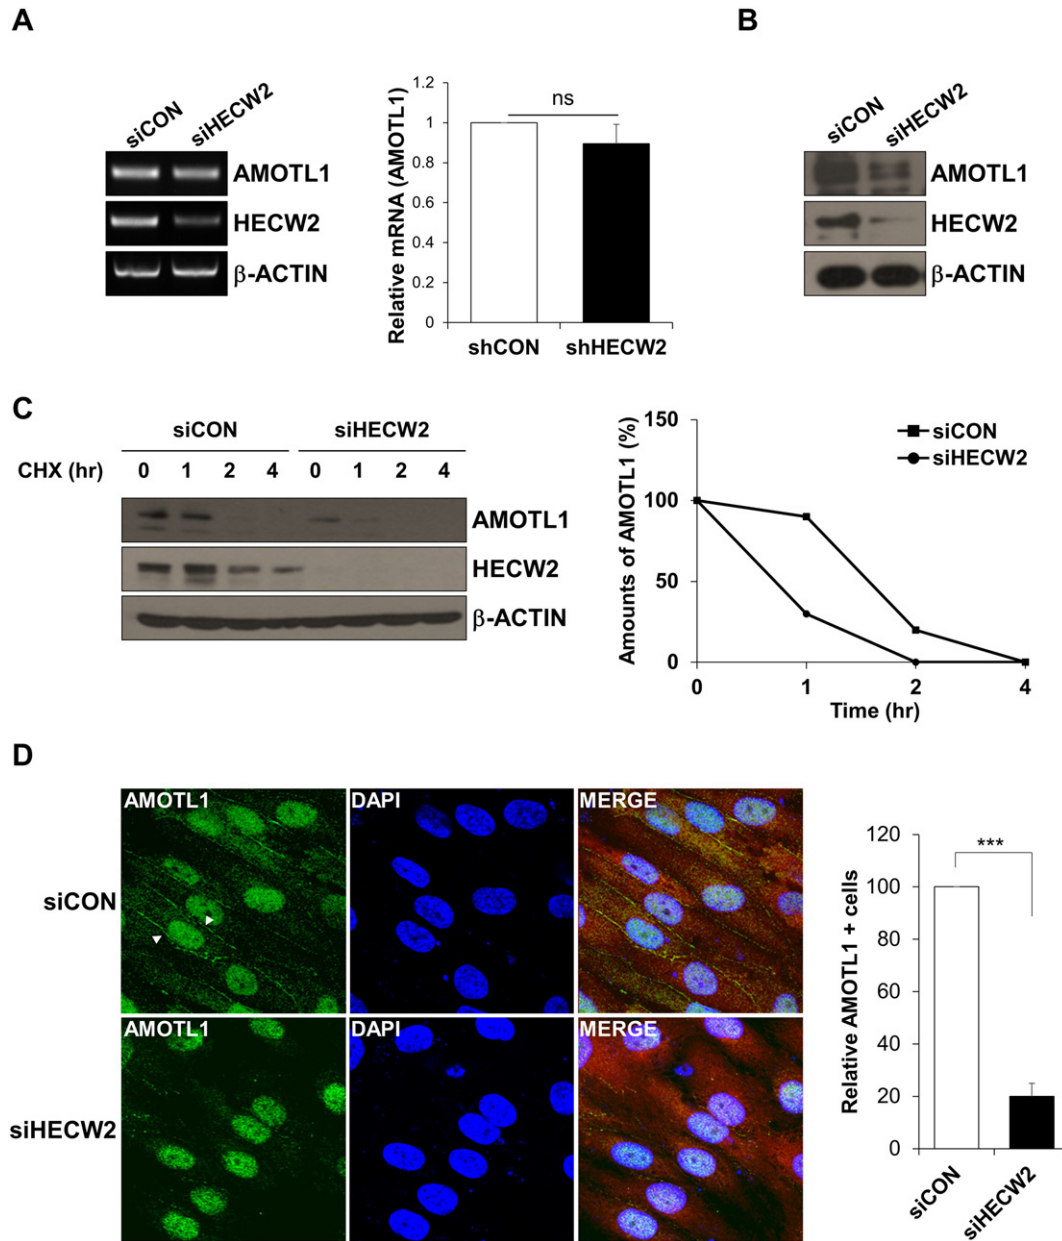 A
siCON siHECW2
AMOTL1
HECW2
β-ACTIN
Relative mRNA (AMOTL1)
1.2
1
0.8
0.6
0.4
0.2
0
ns
shCON shHECW2
B
siCON siHECW2
AMOTL1
HECW2
β-ACTIN
C
siCON siHECW2
CHX (hr) 0 1 2 4 0 1 2 4
AMOTL1
HECW2
β-ACTIN
Amounts of AMOTL1 (%)
150
100
50
0
siCON
siHECW2
0 1 2 4
Time (hr)
D
AMOTL1 DAPI MERGE
siCON
AMOTL1 DAPI MERGE
siHECW2
Relative AMOTL1 + cells
120
100
80
60
40
20
0
***
siCON siHECW2